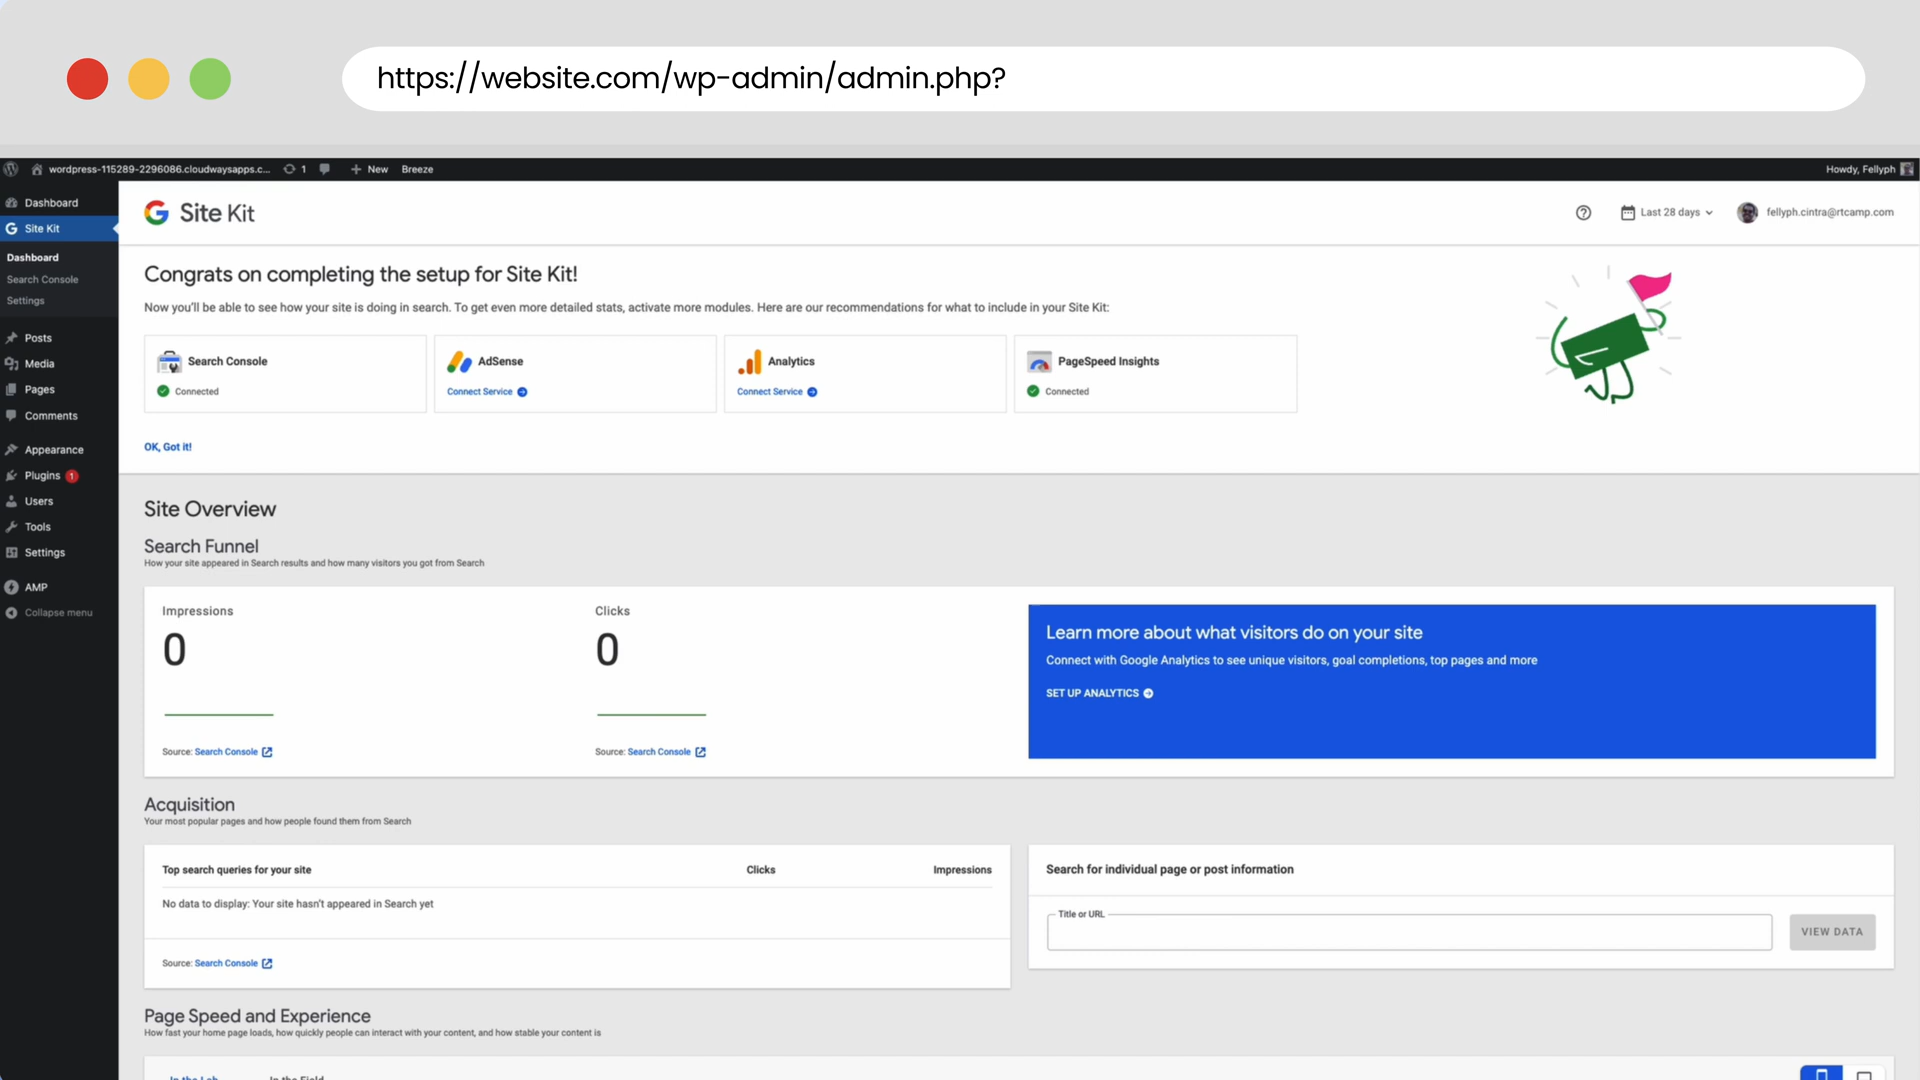 https://website.com/wp-admin/admin.php?
wordpress-115289-2296086.cloudwaysapps.c... 1 New Breeze Howdy, Fellyph
Dashboard
Site Kit
Dashboard
Search Console
Settings
Posts
Media
Pages
Comments
Appearance
Plugins 1
Users
Tools
Settings
AMP
Collapse menu
Site Kit
Last 28 days
fellyph.cintra@rtcamp.com
Congrats on completing the setup for Site Kit!
Now you'll be able to see how your site is doing in search. To get even more detailed stats, activate more modules. Here are our recommendations for what to include in your Site Kit:
Search Console
Connected
AdSense
Connect Service
Analytics
Connect Service
PageSpeed Insights
Connected
OK, Got it!
Site Overview
Search Funnel
How your site appeared in Search results and how many visitors you got from Search
Impressions
0
Source: Search Console
Clicks
0
Source: Search Console
Learn more about what visitors do on your site
Connect with Google Analytics to see unique visitors, goal completions, top pages and more
SET UP ANALYTICS
Acquisition
Your most popular pages and how people found them from Search
Top search queries for your site Clicks Impressions
No data to display: Your site hasn't appeared in Search yet
Source: Search Console
Search for individual page or post information
Title or URL
VIEW DATA
Page Speed and Experience
How fast your home page loads, how quickly people can interact with your content, and how stable your content is
In the Lab In the Field